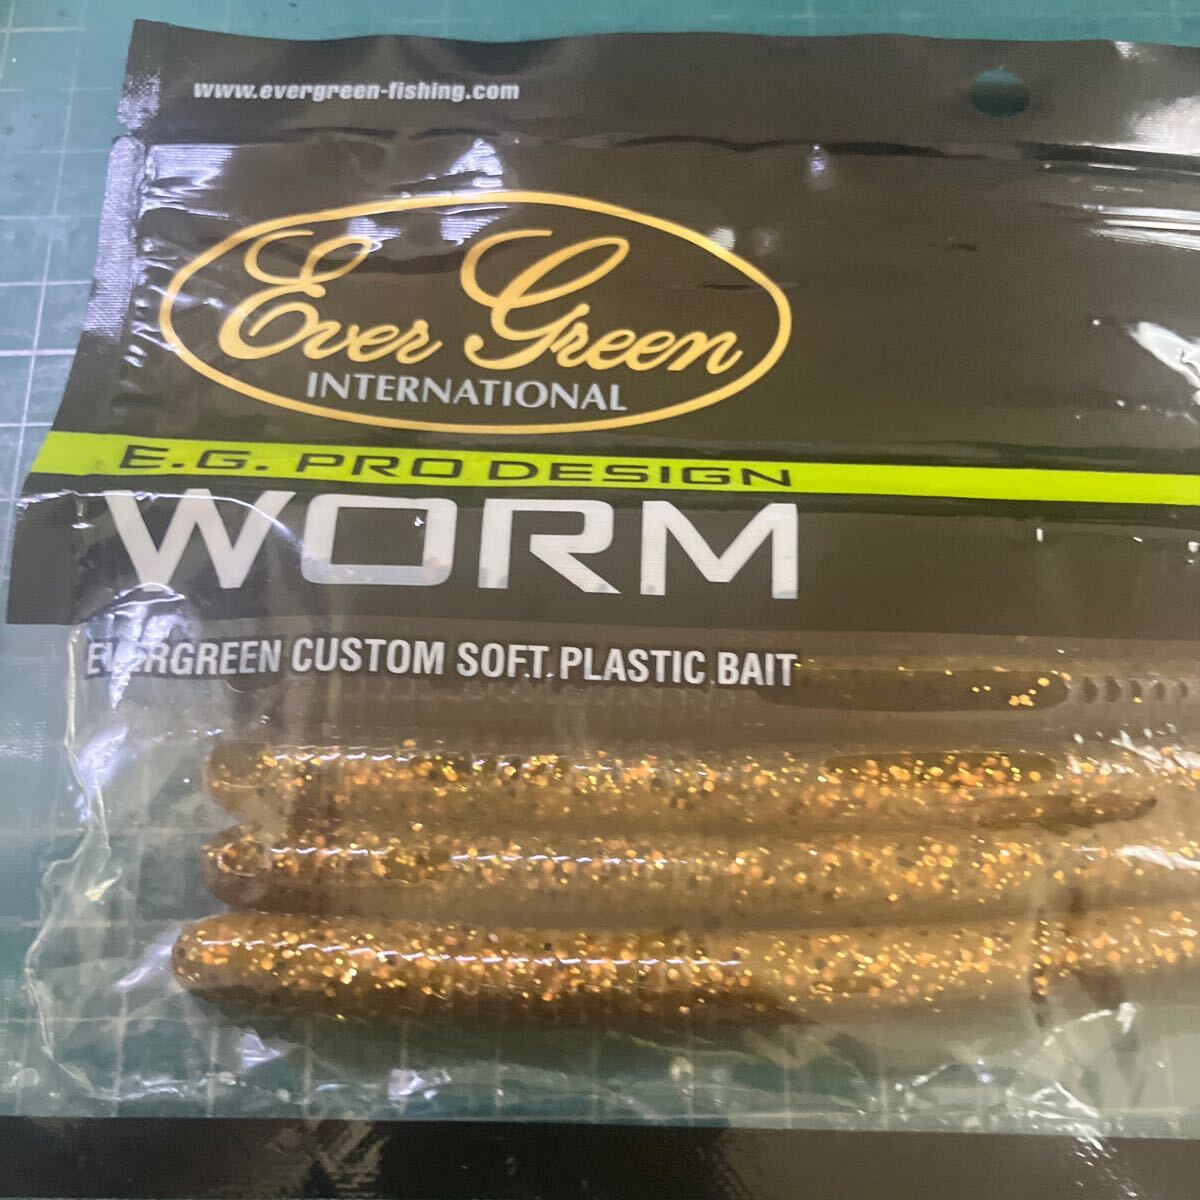 www.evergreen-fishing.com
Ever Green
INTERNATIONAL
E.G. PRO DESIGN
WORM
EVERGREEN CUSTOM SOFT PLASTIC BAIT